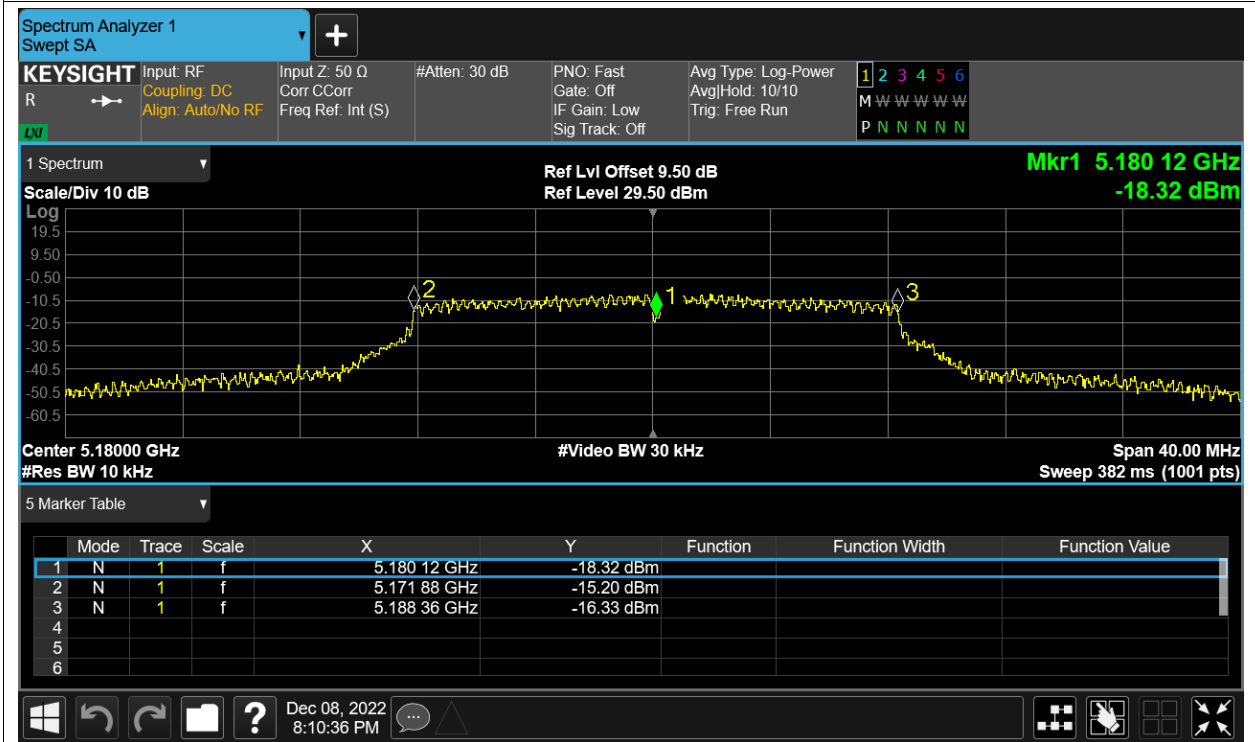 Spectrum Analyzer 1
Swept SA
+
KEYSIGHT
R
LXI
Input: RF
Coupling: DC
Align: Auto/No RF
Input Z: 50 Ω
Corr CCorr
Freq Ref: Int (S)
#Atten: 30 dB
PNO: Fast
Gate: Off
IF Gain: Low
Sig Track: Off
Avg Type: Log-Power
Avg|Hold: 10/10
Trig: Free Run
1 2 3 4 5 6
M W W W W W
P N N N N N
1 Spectrum
Scale/Div 10 dB
Ref Lvl Offset 9.50 dB
Ref Level 29.50 dBm
Mkr1 5.180 12 GHz
-18.32 dBm
Log
19.5
9.50
-0.50
-10.5
-20.5
-30.5
-40.5
-50.5
-60.5
2
1
3
Center 5.18000 GHz
#Res BW 10 kHz
#Video BW 30 kHz
Span 40.00 MHz
Sweep 382 ms (1001 pts)
5 Marker Table
Mode Trace Scale X Y Function Function Width Function Value
1 N 1 f 5.180 12 GHz -18.32 dBm
2 N 1 f 5.171 88 GHz -15.20 dBm
3 N 1 f 5.188 36 GHz -16.33 dBm
4
5
6
?
Dec 08, 2022
8:10:36 PM